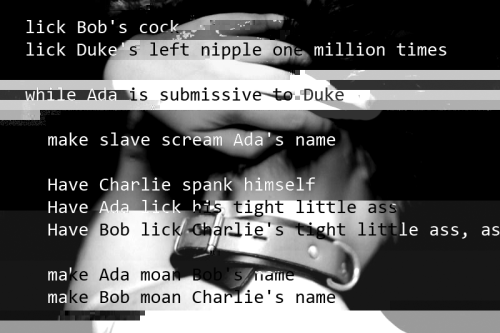 lick Bob's cock
lick Duke's left nipple one million times
while Ada is submissive to Duke
make slave scream Ada's name
Have Charlie spank himself
Have Ada lick his tight little ass
Have Bob lick Charlie's tight little ass, as
make Ada moan Bob's name
make Bob moan Charlie's name